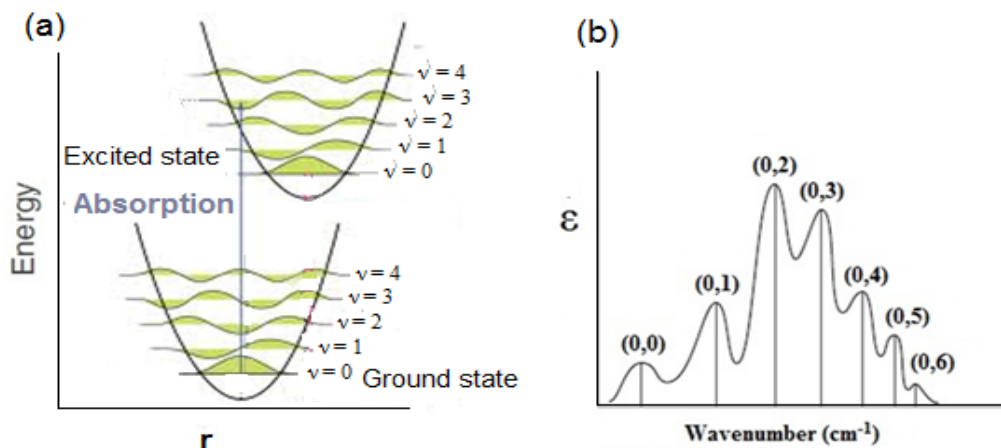 (a)
ν' = 4
ν' = 3
ν' = 2
ν' = 1
ν' = 0
Excited state
Absorption
Energy
ν = 4
ν = 3
ν = 2
ν = 1
ν = 0
Ground state
r
(b)
ε
(0,0)
(0,1)
(0,2)
(0,3)
(0,4)
(0,5)
(0,6)
Wavenumber (cm⁻¹)